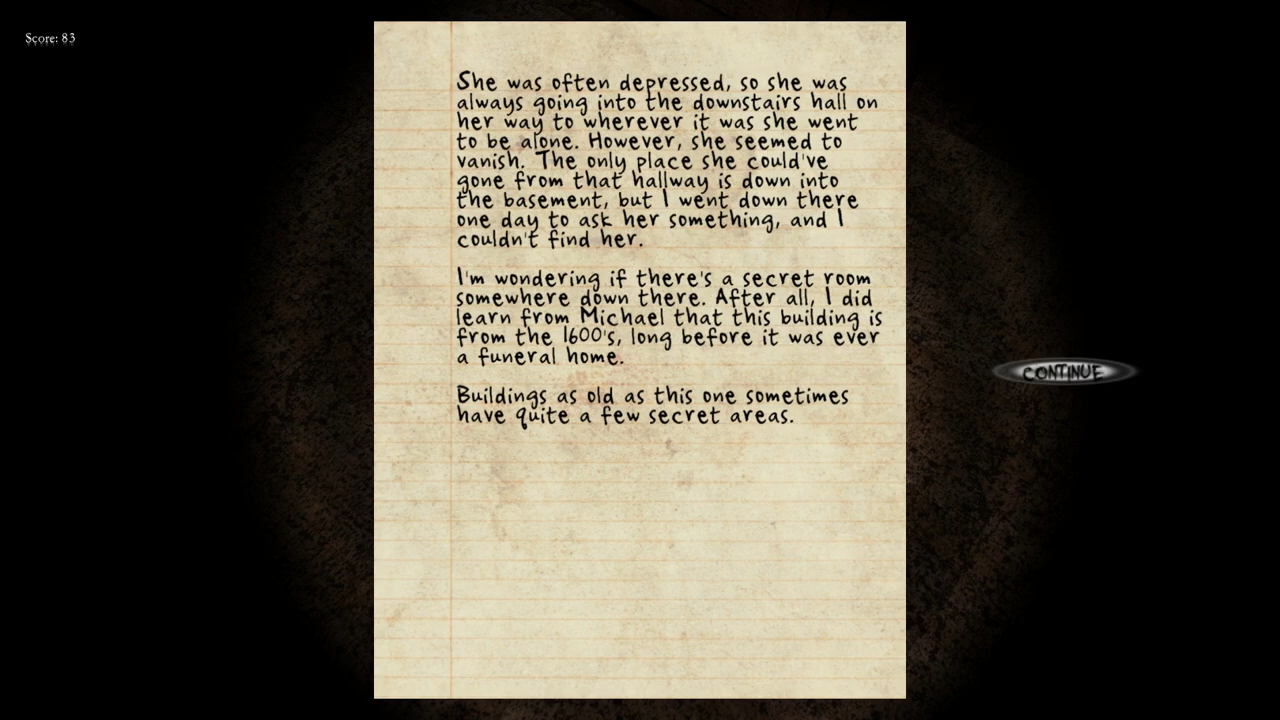 Score: 83
She was often depressed, so she was
always going into the downstairs hall on
her way to wherever it was she went
to be alone. However, she seemed to
vanish. The only place she could've
gone from that hallway is down into
the basement, but I went down there
one day to ask her something, and I
couldn't find her.
I'm wondering if there's a secret room
somewhere down there. After all, I did
learn from Michael that this building is
from the 1600's, long before it was ever
a funeral home.
Buildings as old as this one sometimes
have quite a few secret areas.
CONTINUE